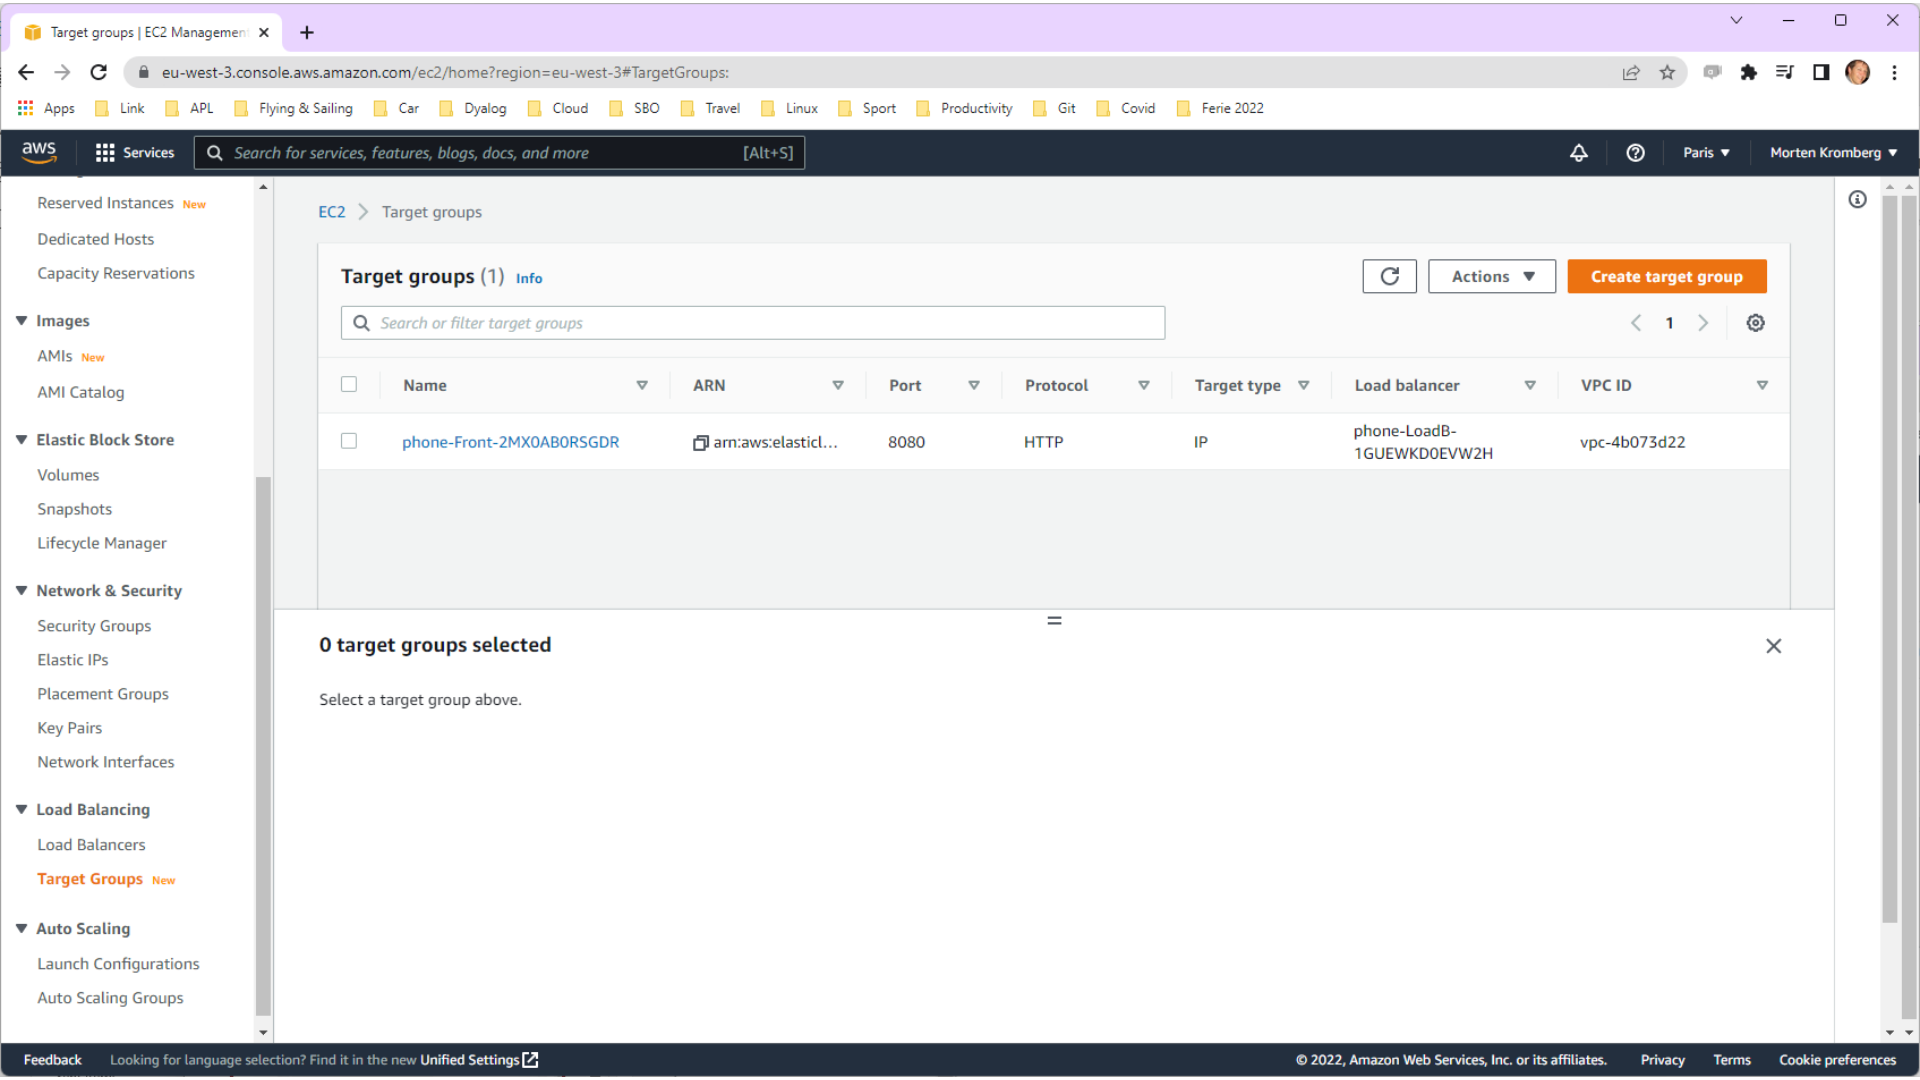 Target groups | EC2 Managemen
eu-west-3.console.aws.amazon.com/ec2/home?region=eu-west-3#TargetGroups:
Apps Link APL Flying & Sailing Car Dyalog Cloud SBO Travel Linux Sport Productivity Git Covid Ferie 2022
aws Services Search for services, features, blogs, docs, and more [Alt+S] Paris Morten Kromberg
Reserved Instances New
Dedicated Hosts
Capacity Reservations
Images
AMIs New
AMI Catalog
Elastic Block Store
Volumes
Snapshots
Lifecycle Manager
Network & Security
Security Groups
Elastic IPs
Placement Groups
Key Pairs
Network Interfaces
Load Balancing
Load Balancers
Target Groups New
Auto Scaling
Launch Configurations
Auto Scaling Groups
EC2 Target groups
Target groups (1) Info
Actions
Create target group
Search or filter target groups
1
Name ARN Port Protocol Target type Load balancer VPC ID
phone-Front-2MX0AB0RSGDR arn:aws:elasticl... 8080 HTTP IP phone-LoadB-
1GUEWKD0EVW2H vpc-4b073d22
0 target groups selected
Select a target group above.
Feedback Looking for language selection? Find it in the new Unified Settings © 2022, Amazon Web Services, Inc. or its affiliates. Privacy Terms Cookie preferences